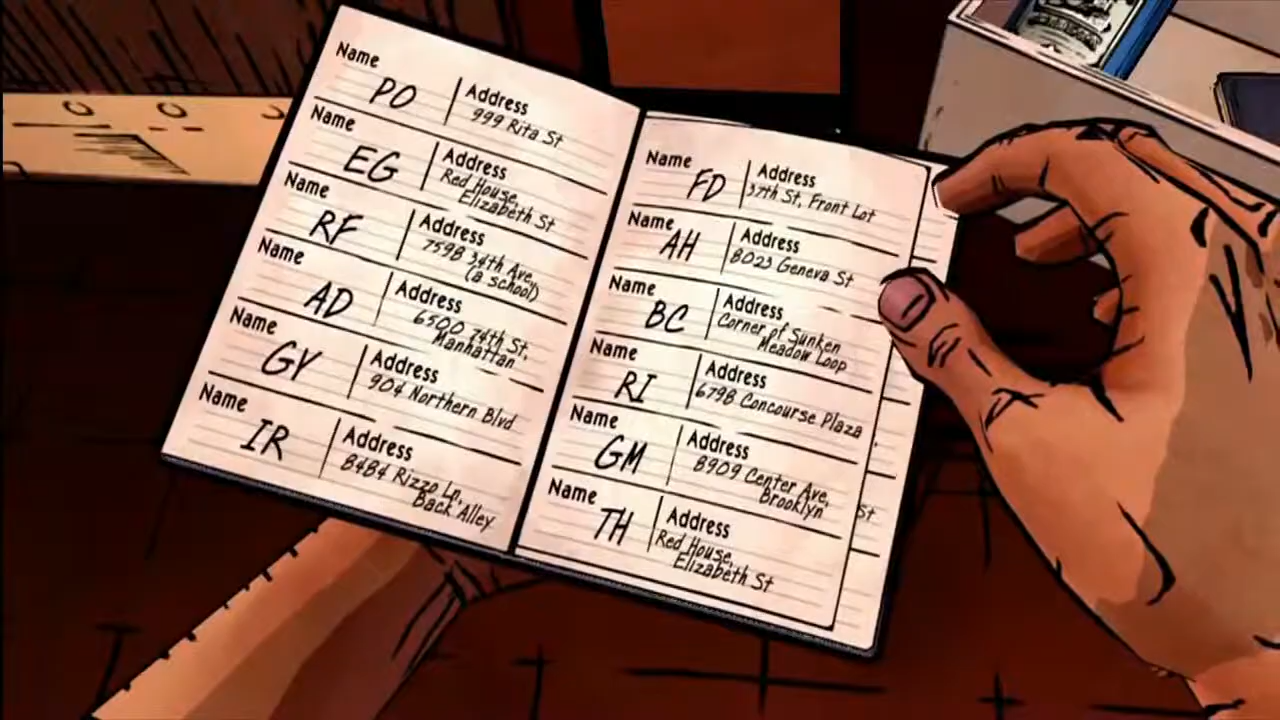 Name
PO
Address
999 Rita St
Name
EG
Address
Red House,
Elizabeth St
Name
RF
Address
7598 34th Ave,
(a school)
Name
AD
Address
6500 74th St,
Manhattan
Name
GY
Address
904 Northern Blvd
Name
IR
Address
8484 Rizzo Lp,
Back Alley
Name
FD
Address
37th St, Front Lot
Name
AH
Address
8023 Geneva St
Name
BC
Address
Corner of Sunken
Meadow Loop
Name
RI
Address
6798 Concourse Plaza
Name
GM
Address
8909 Center Ave,
Brooklyn
Name
TH
Address
Red House,
Elizabeth St
St